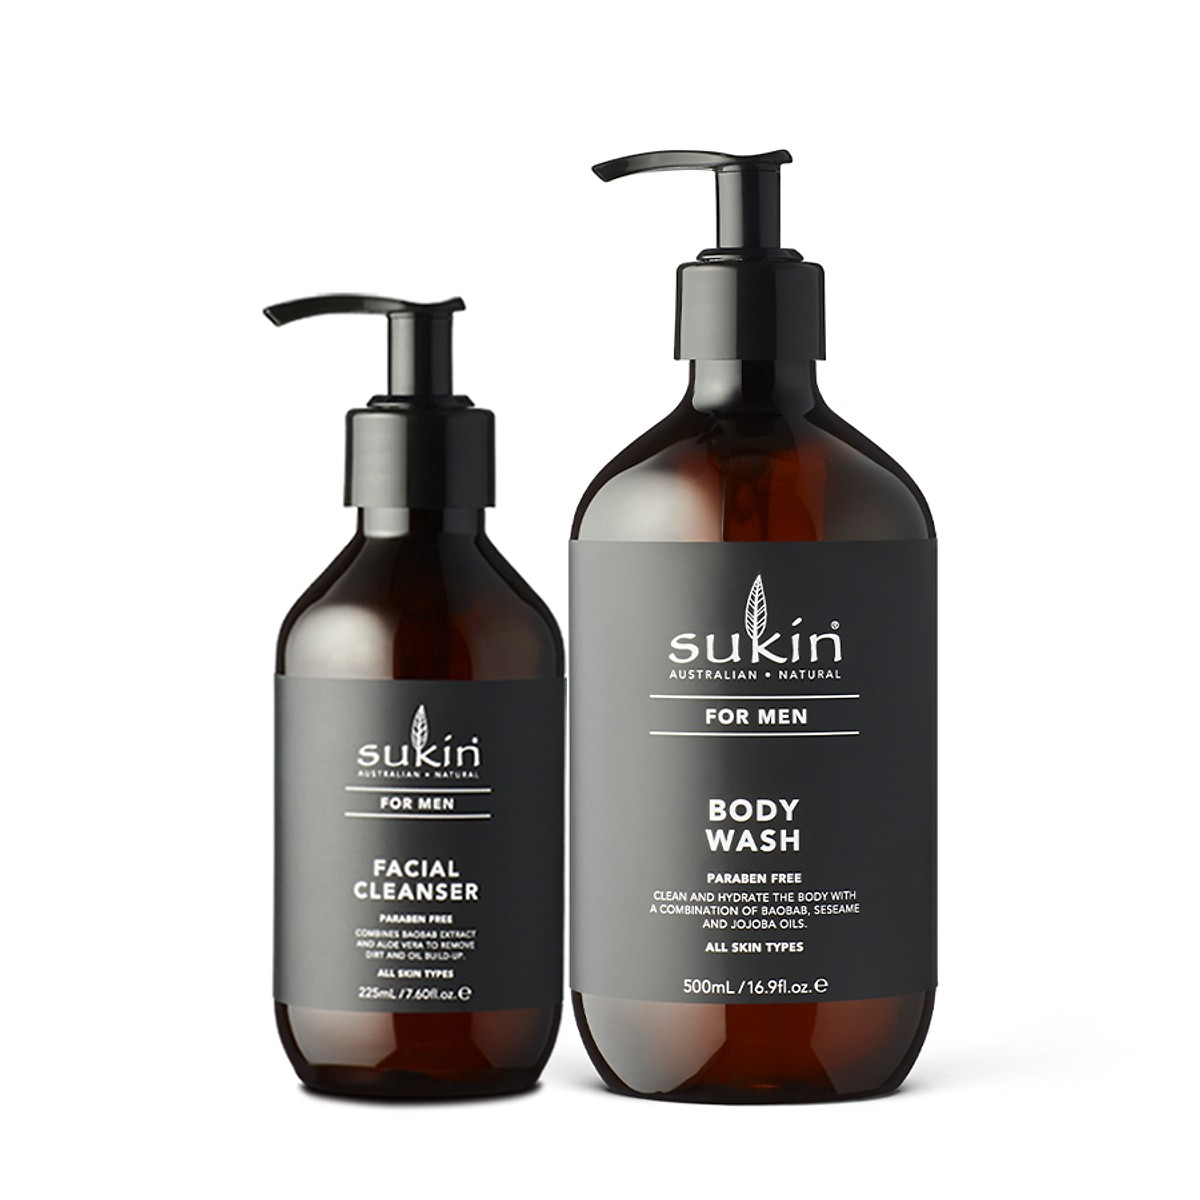 sukin®
AUSTRALIAN • NATURAL
FOR MEN
FACIAL
CLEANSER
PARABEN FREE
COMBINES BAOBAB EXTRACT
AND ALOE VERA TO REMOVE
DIRT AND OIL BUILD-UP.
ALL SKIN TYPES
225mL / 7.60fl.oz. ℮
sukin®
AUSTRALIAN • NATURAL
FOR MEN
BODY
WASH
PARABEN FREE
CLEAN AND HYDRATE THE BODY WITH
A COMBINATION OF BAOBAB, SESEAME
AND JOJOBA OILS.
ALL SKIN TYPES
500mL / 16.9fl.oz. ℮